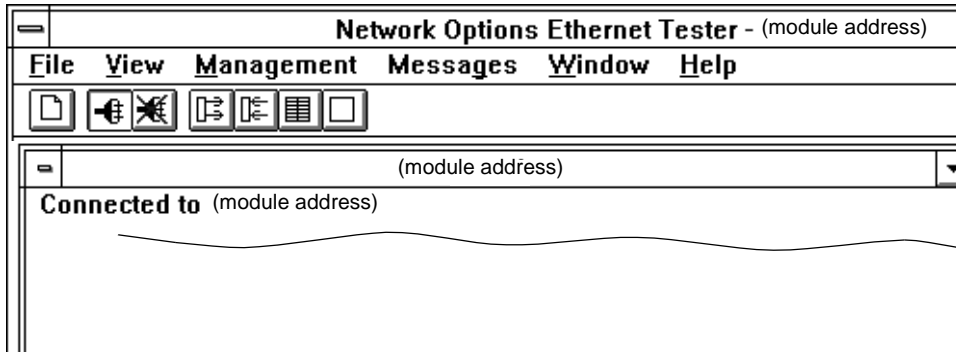 Network Options Ethernet Tester - (module address)
File View Management Messages Window Help
(module address)
Connected to (module address)